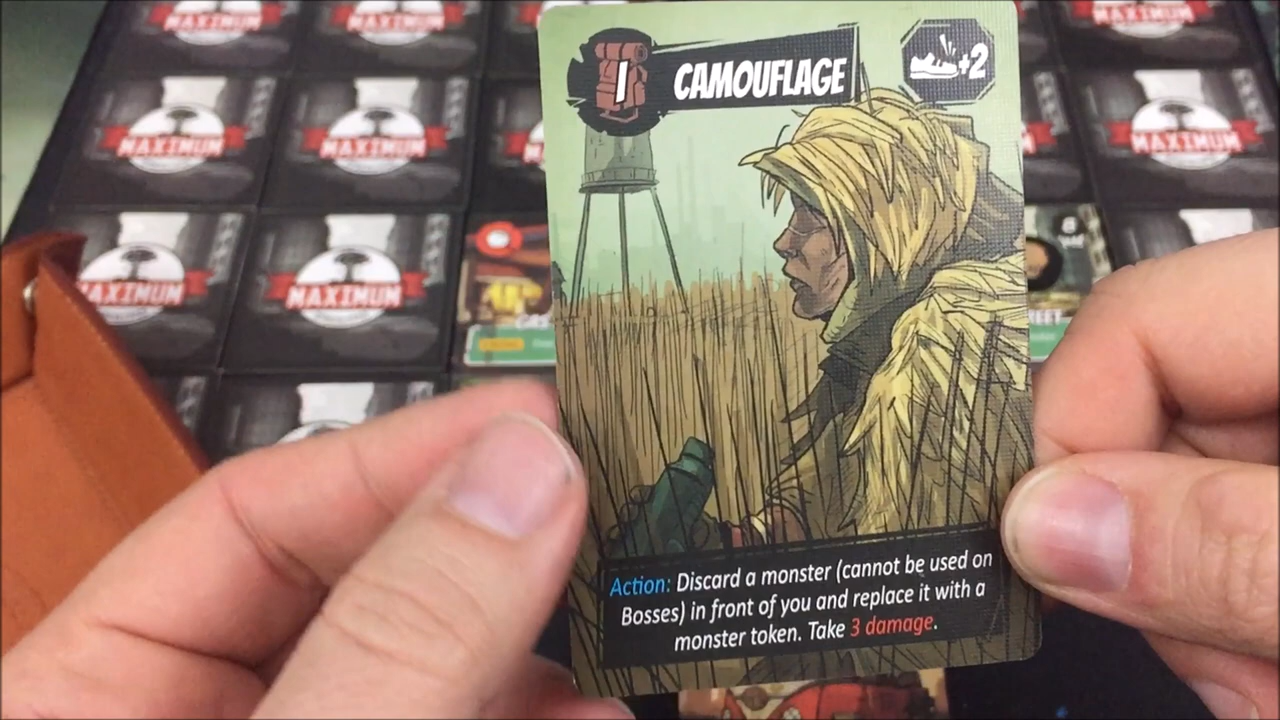 MAXIMUM
MAXIMUM
MAXIMUM
MAXIMUM
MAXIMUM
MAXIMUM
MAXIMUM
MAXIMUM
I CAMOUFLAGE +2
Action: Discard a monster (cannot be used on
Bosses) in front of you and replace it with a
monster token. Take 3 damage.